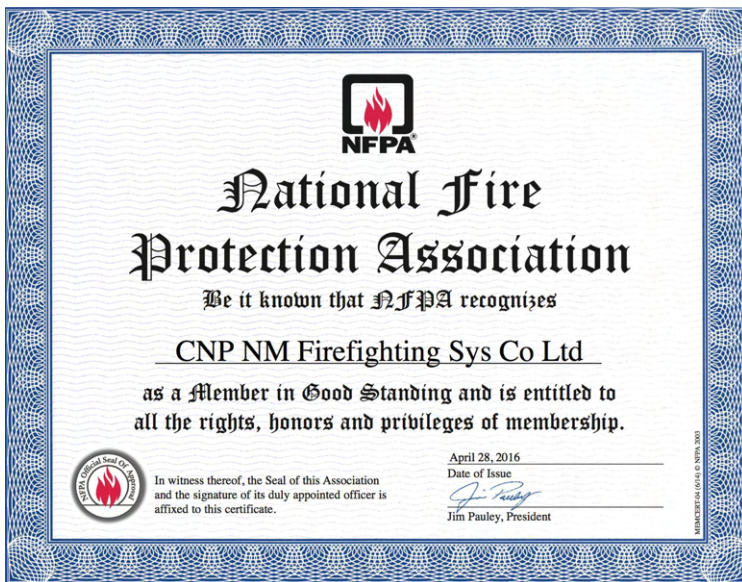 NFPA®
National Fire
Protection Association
Be it known that NFPA recognizes
CNP NM Firefighting Sys Co Ltd
as a Member in Good Standing and is entitled to
all the rights, honors and privileges of membership.
NFPA Official Seal Of Approval
In witness thereof, the Seal of this Association
and the signature of its duly appointed officer is
affixed to this certificate.
April 28, 2016
Date of Issue
Jim Pauley
Jim Pauley, President
MEMCERT-04 (6/14) © NFPA 2003